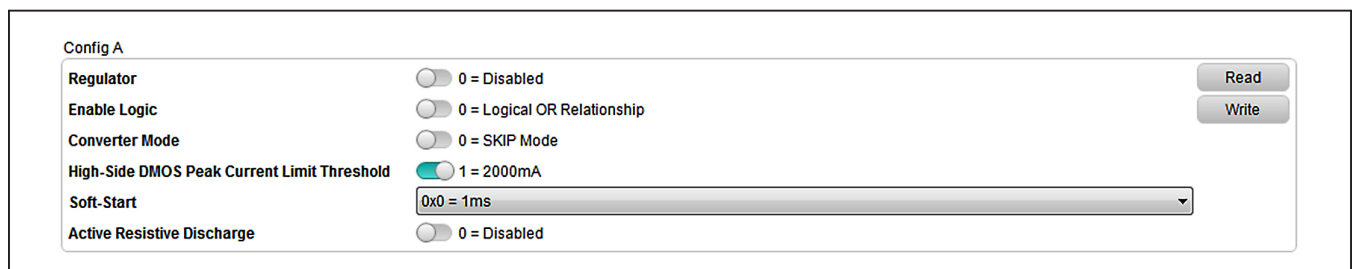 Config A
Regulator 0 = Disabled Read
Enable Logic 0 = Logical OR Relationship Write
Converter Mode 0 = SKIP Mode
High-Side DMOS Peak Current Limit Threshold 1 = 2000mA
Soft-Start 0x0 = 1ms
Active Resistive Discharge 0 = Disabled